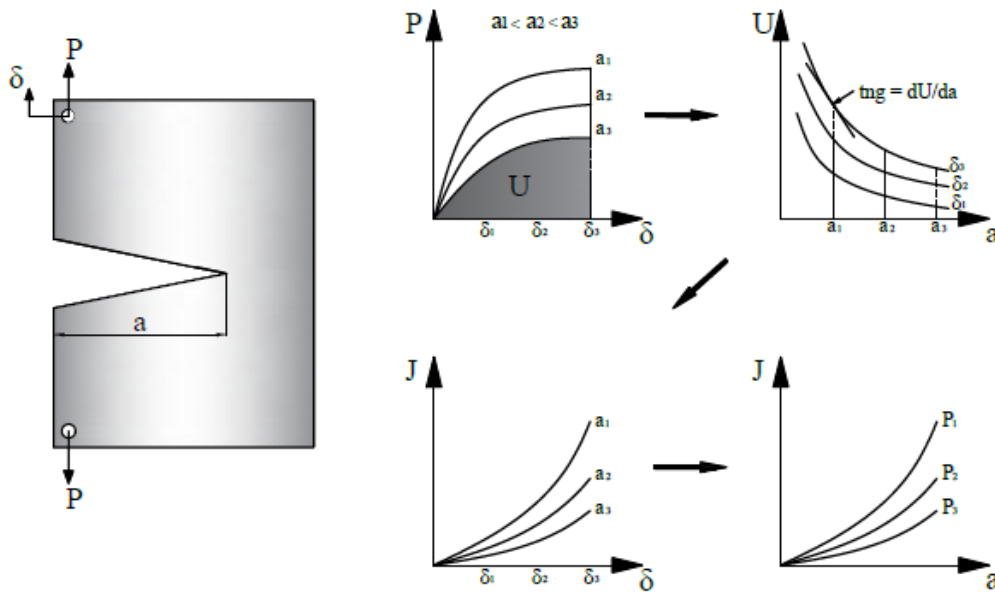 P
δ
a
P
P
a₁ < a₂ < a₃
a₁
a₂
a₃
U
δ₁ δ₂ δ₃ δ
U
tng = dU/da
δ₃
δ₂
δ₁
a₁ a₂ a₃ a
J
a₁
a₂
a₃
δ₁ δ₂ δ₃ δ
J
P₁
P₂
P₃
a